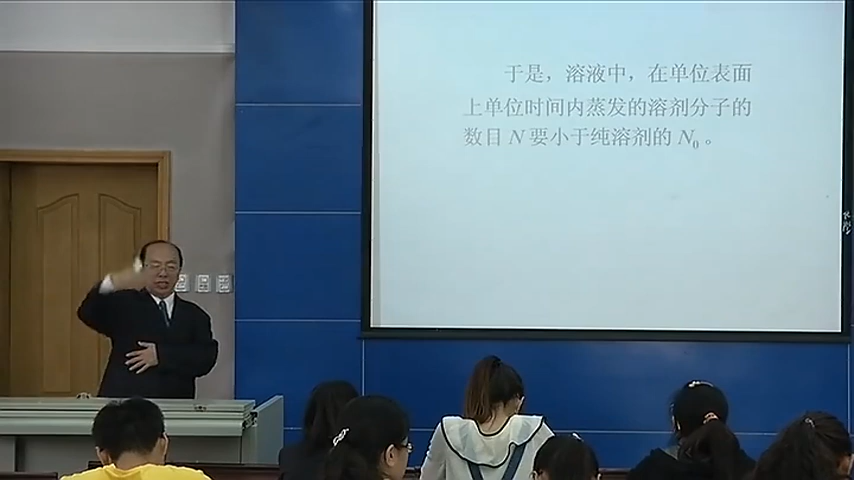 于是，溶液中，在单位表面
上单位时间内蒸发的溶剂分子的
数目 N 要小于纯溶剂的 N₀ 。